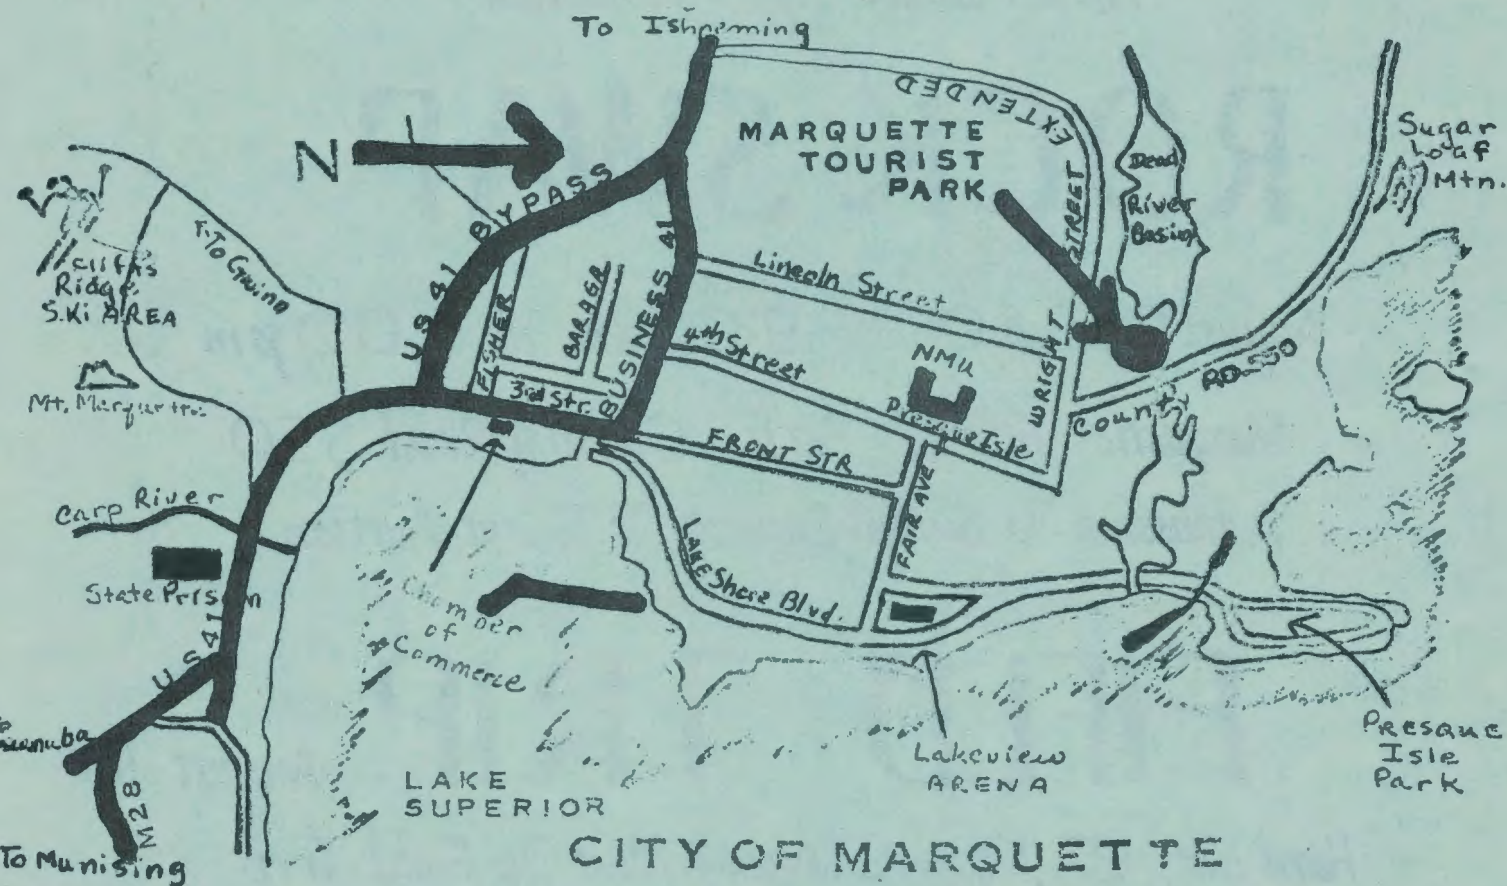 To Ishpeming
EXTENDED
MARQUETTE
TOURIST
PARK
N
Sugar
Loaf
Mtn.
Dead
River
Basin
STREET
BYPASS
To Gwinn
Cliffs
Ridge
S.Ki AREA
US 41
FISHER
BARAGA
BUSINESS 41
Lincoln Street
4th Street
NMU
WRIGHT
County RD. 550
3rd Str.
Presque Isle
Mt. Marquette
FRONT STR
FAIR AVE
Carp River
State Prison
LAKE Shore Blvd.
Chamber
of
Commerce
US 41
M28
To Munising
LAKE
SUPERIOR
Lakeview
ARENA
PRESQUE
Isle
Park
CITY OF MARQUETTE